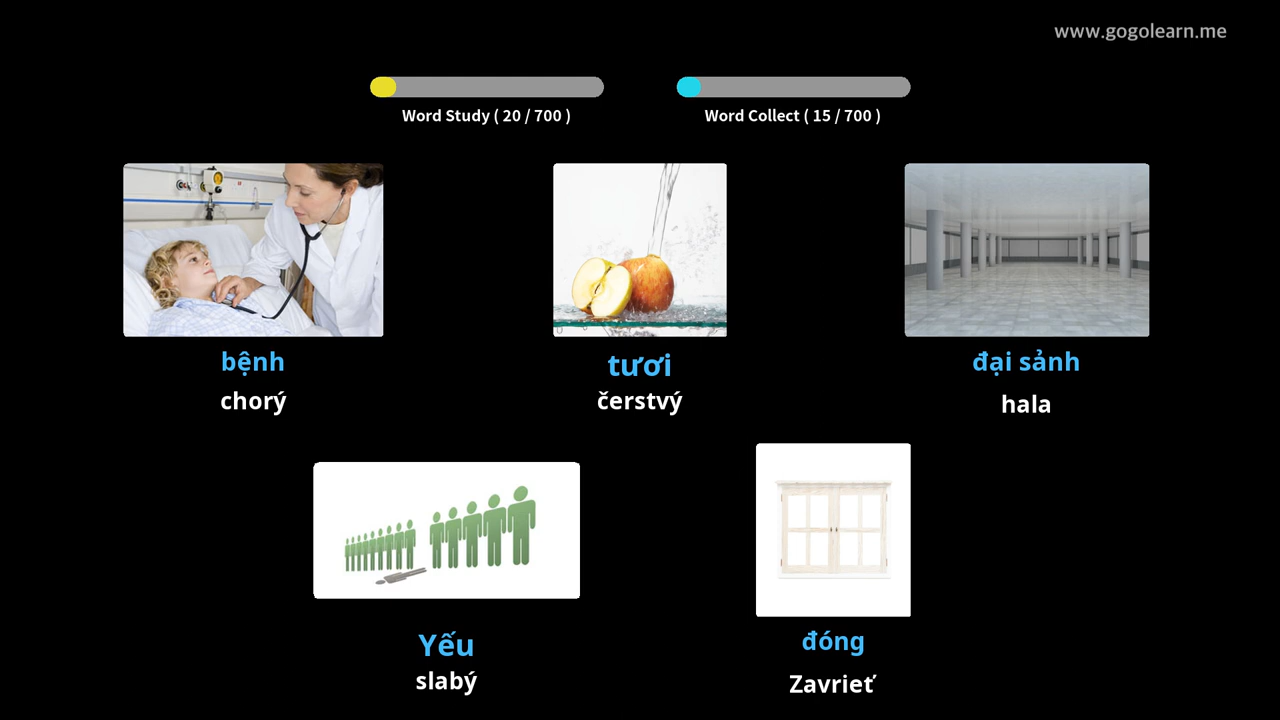 www.gogolearn.me
Word Study ( 20 / 700 )
Word Collect ( 15 / 700 )
bệnh
chorý
tươi
čerstvý
đại sảnh
hala
Yếu
slabý
đóng
Zavrieť